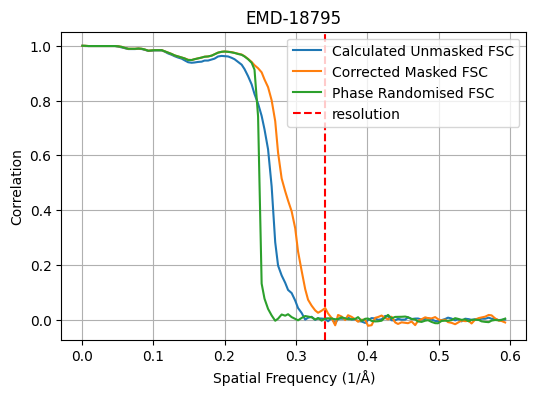 EMD-18795
Correlation
1.0
0.8
0.6
0.4
0.2
0.0
Calculated Unmasked FSC
Corrected Masked FSC
Phase Randomised FSC
resolution
0.0 0.1 0.2 0.3 0.4 0.5 0.6
Spatial Frequency (1/Å)